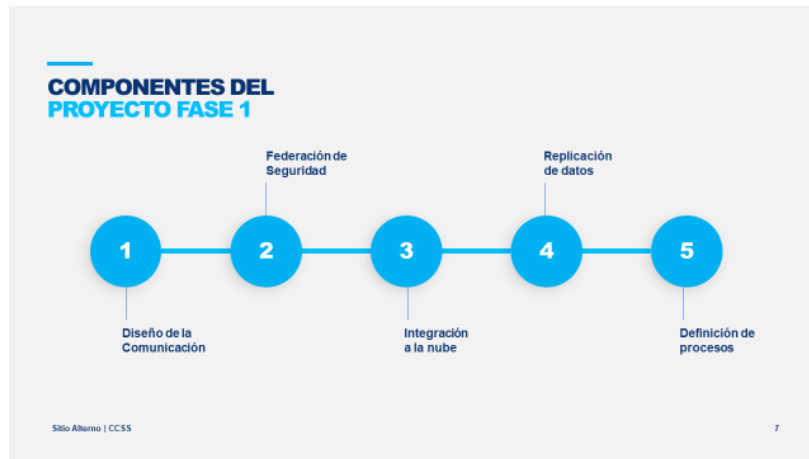 COMPONENTES DEL
PROYECTO FASE 1
Federación de
Seguridad
Replicación
de datos
1
2
3
4
5
Diseño de la
Comunicación
Integración
a la nube
Definición de
procesos
Sitio Alterno | CCSS
7